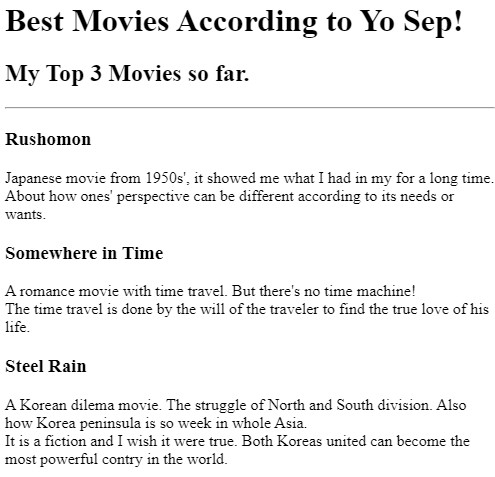 Best Movies According to Yo Sep!
My Top 3 Movies so far.
Rushomon
Japanese movie from 1950s', it showed me what I had in my for a long time.
About how ones' perspective can be different according to its needs or
wants.
Somewhere in Time
A romance movie with time travel. But there's no time machine!
The time travel is done by the will of the traveler to find the true love of his
life.
Steel Rain
A Korean dilema movie. The struggle of North and South division. Also
how Korea peninsula is so week in whole Asia.
It is a fiction and I wish it were true. Both Koreas united can become the
most powerful contry in the world.